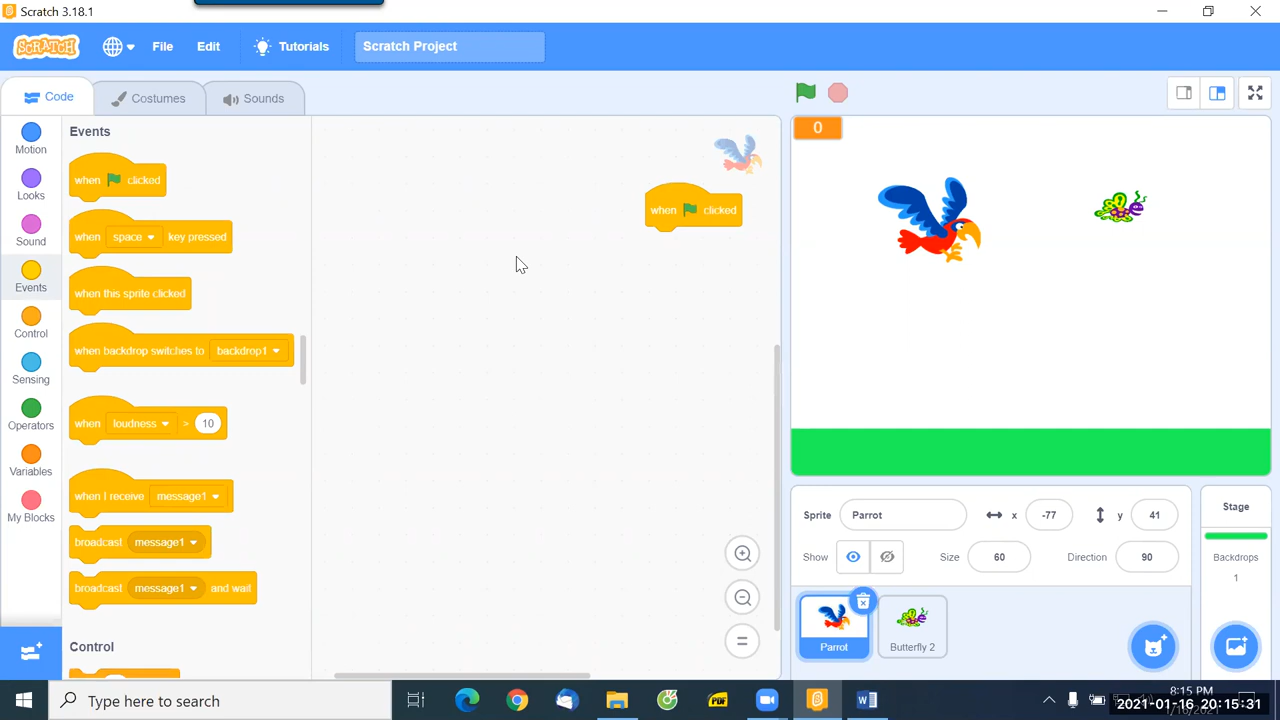 Scratch 3.18.1
SCRATCH
File
Edit
Tutorials
Scratch Project
Code
Costumes
Sounds
Motion
Looks
Sound
Events
Control
Sensing
Operators
Variables
My Blocks
Events
when clicked
when space key pressed
when this sprite clicked
when backdrop switches to backdrop1
when loudness > 10
when I receive message1
broadcast message1
broadcast message1 and wait
Control
when clicked
0
Sprite Parrot x -77 y 41
Show Size 60 Direction 90
Parrot
Butterfly 2
Stage
Backdrops
1
Type here to search
PDF
8:15 PM
2021-01-16 20:15:31